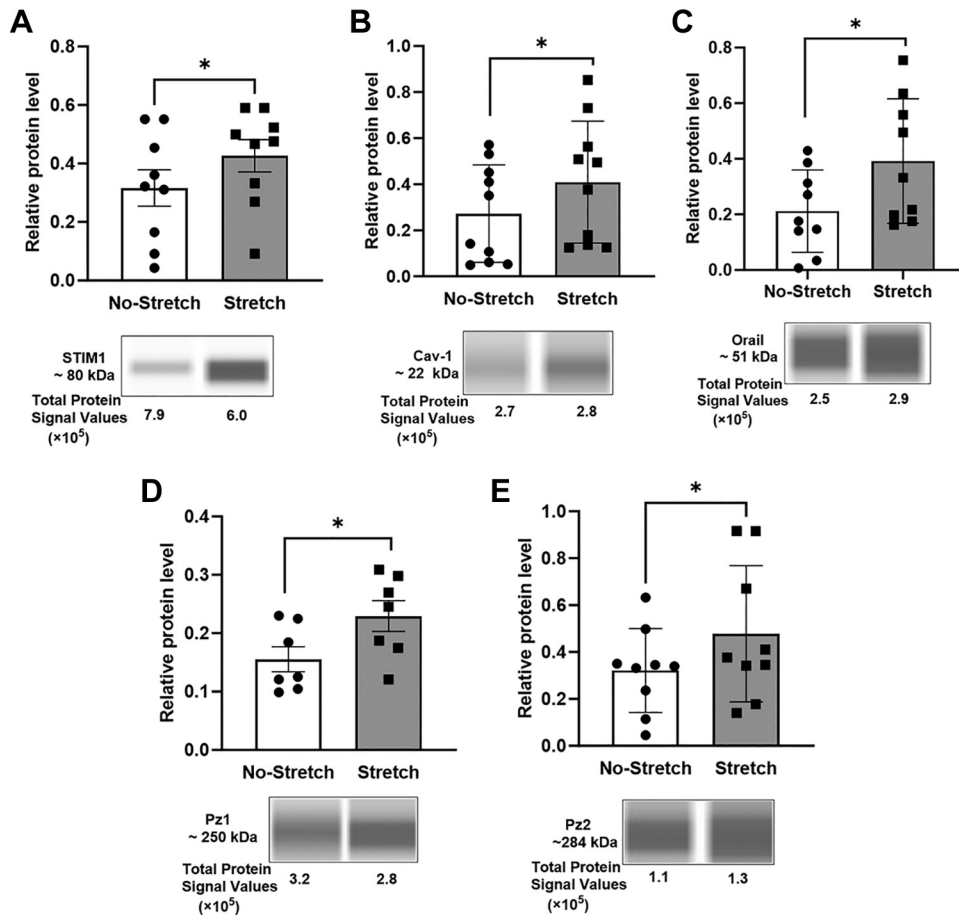 A
*
Relative protein level
0.8
0.6
0.4
0.2
0.0
No-Stretch Stretch
STIM1
~ 80 kDa
Total Protein
Signal Values
(×10⁵)
7.9 6.0
B
*
Relative protein level
1.0
0.8
0.6
0.4
0.2
0.0
No-Stretch Stretch
Cav-1
~ 22 kDa
Total Protein
Signal Values
(×10⁵)
2.7 2.8
C
*
Relative protein level
0.8
0.6
0.4
0.2
0.0
No-Stretch Stretch
Orail
~ 51 kDa
Total Protein
Signal Values
(×10⁵)
2.5 2.9
D
*
Relative protein level
0.4
0.3
0.2
0.1
0.0
No-Stretch Stretch
Pz1
~ 250 kDa
Total Protein
Signal Values
(×10⁵)
3.2 2.8
E
*
Relative protein level
1.0
0.8
0.6
0.4
0.2
0.0
No-Stretch Stretch
Pz2
~284 kDa
Total Protein
Signal Values
(×10⁵)
1.1 1.3